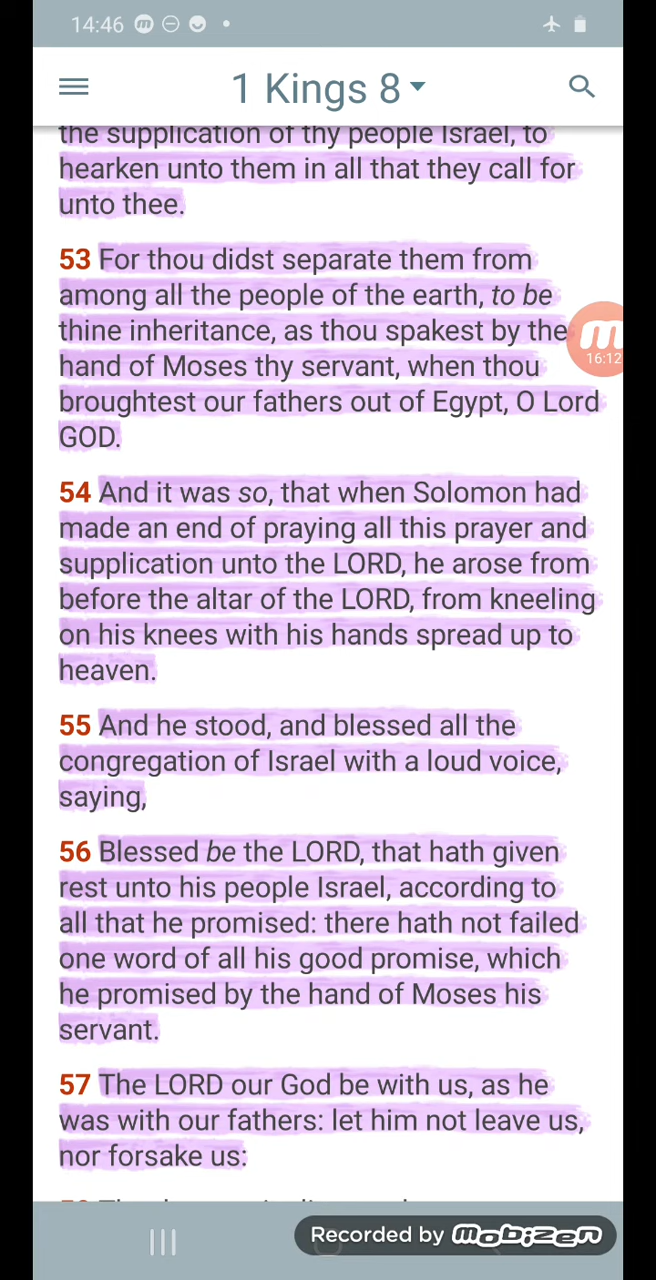 14:46
1 Kings 8
the supplication of thy people Israel, to
hearken unto them in all that they call for
unto thee.
53 For thou didst separate them from
among all the people of the earth, to be
thine inheritance, as thou spakest by the
hand of Moses thy servant, when thou
broughtest our fathers out of Egypt, O Lord
GOD.
16:12
54 And it was so, that when Solomon had
made an end of praying all this prayer and
supplication unto the LORD, he arose from
before the altar of the LORD, from kneeling
on his knees with his hands spread up to
heaven.
55 And he stood, and blessed all the
congregation of Israel with a loud voice,
saying,
56 Blessed be the LORD, that hath given
rest unto his people Israel, according to
all that he promised: there hath not failed
one word of all his good promise, which
he promised by the hand of Moses his
servant.
57 The LORD our God be with us, as he
was with our fathers: let him not leave us,
nor forsake us:
Recorded by mobizen